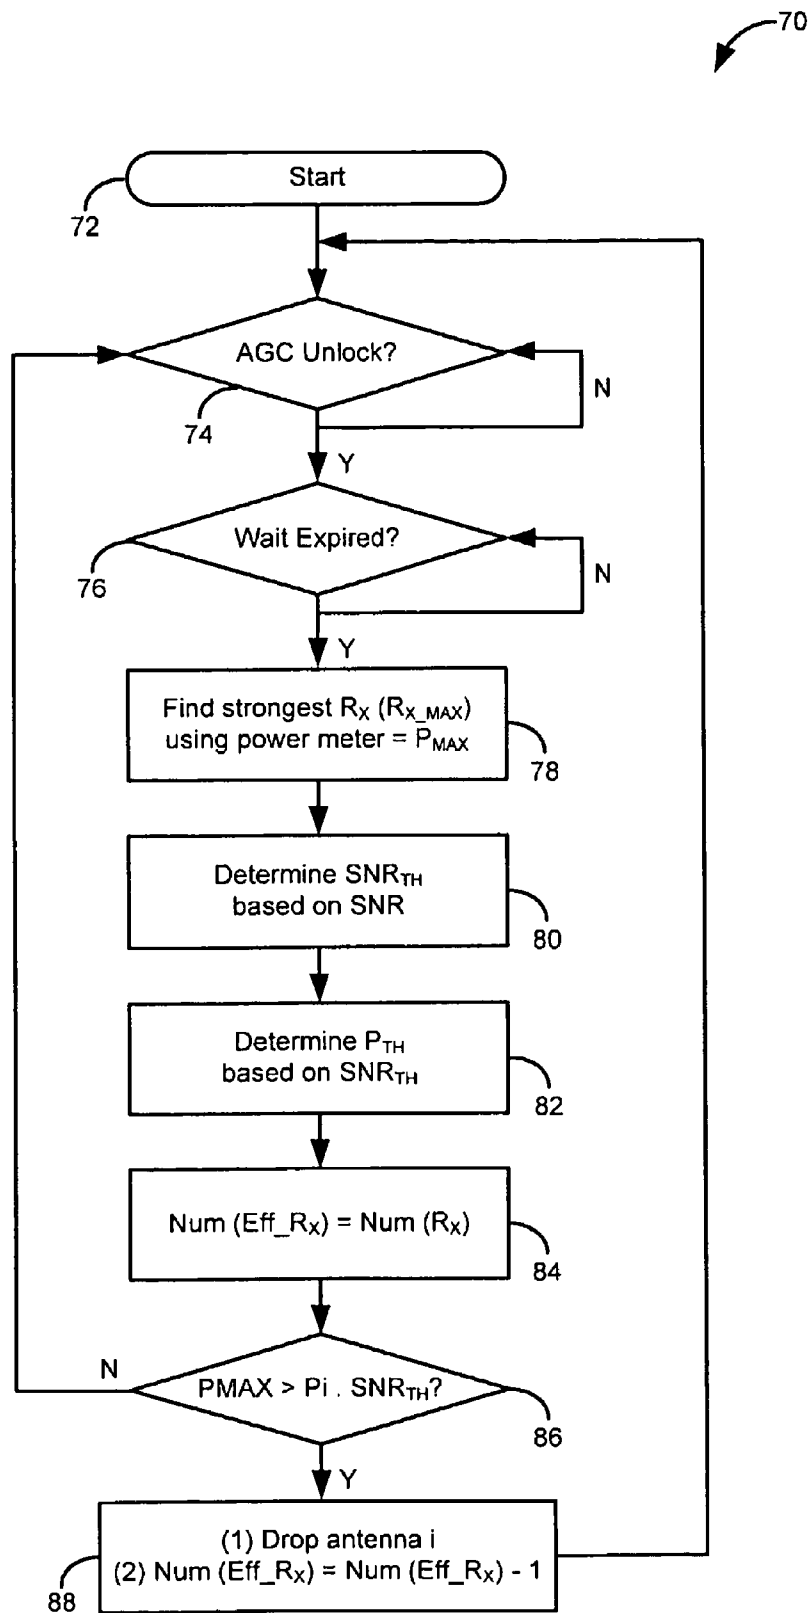 70
Start
72
AGC Unlock?
N
74
Y
Wait Expired?
N
76
Y
Find strongest R_X (R_X_MAX)
using power meter = P_MAX
78
Determine SNR_TH
based on SNR
80
Determine P_TH
based on SNR_TH
82
Num (Eff_R_X) = Num (R_X)
84
N
PMAX > Pi . SNR_TH?
86
Y
(1) Drop antenna i
(2) Num (Eff_R_X) = Num (Eff_R_X) - 1
88